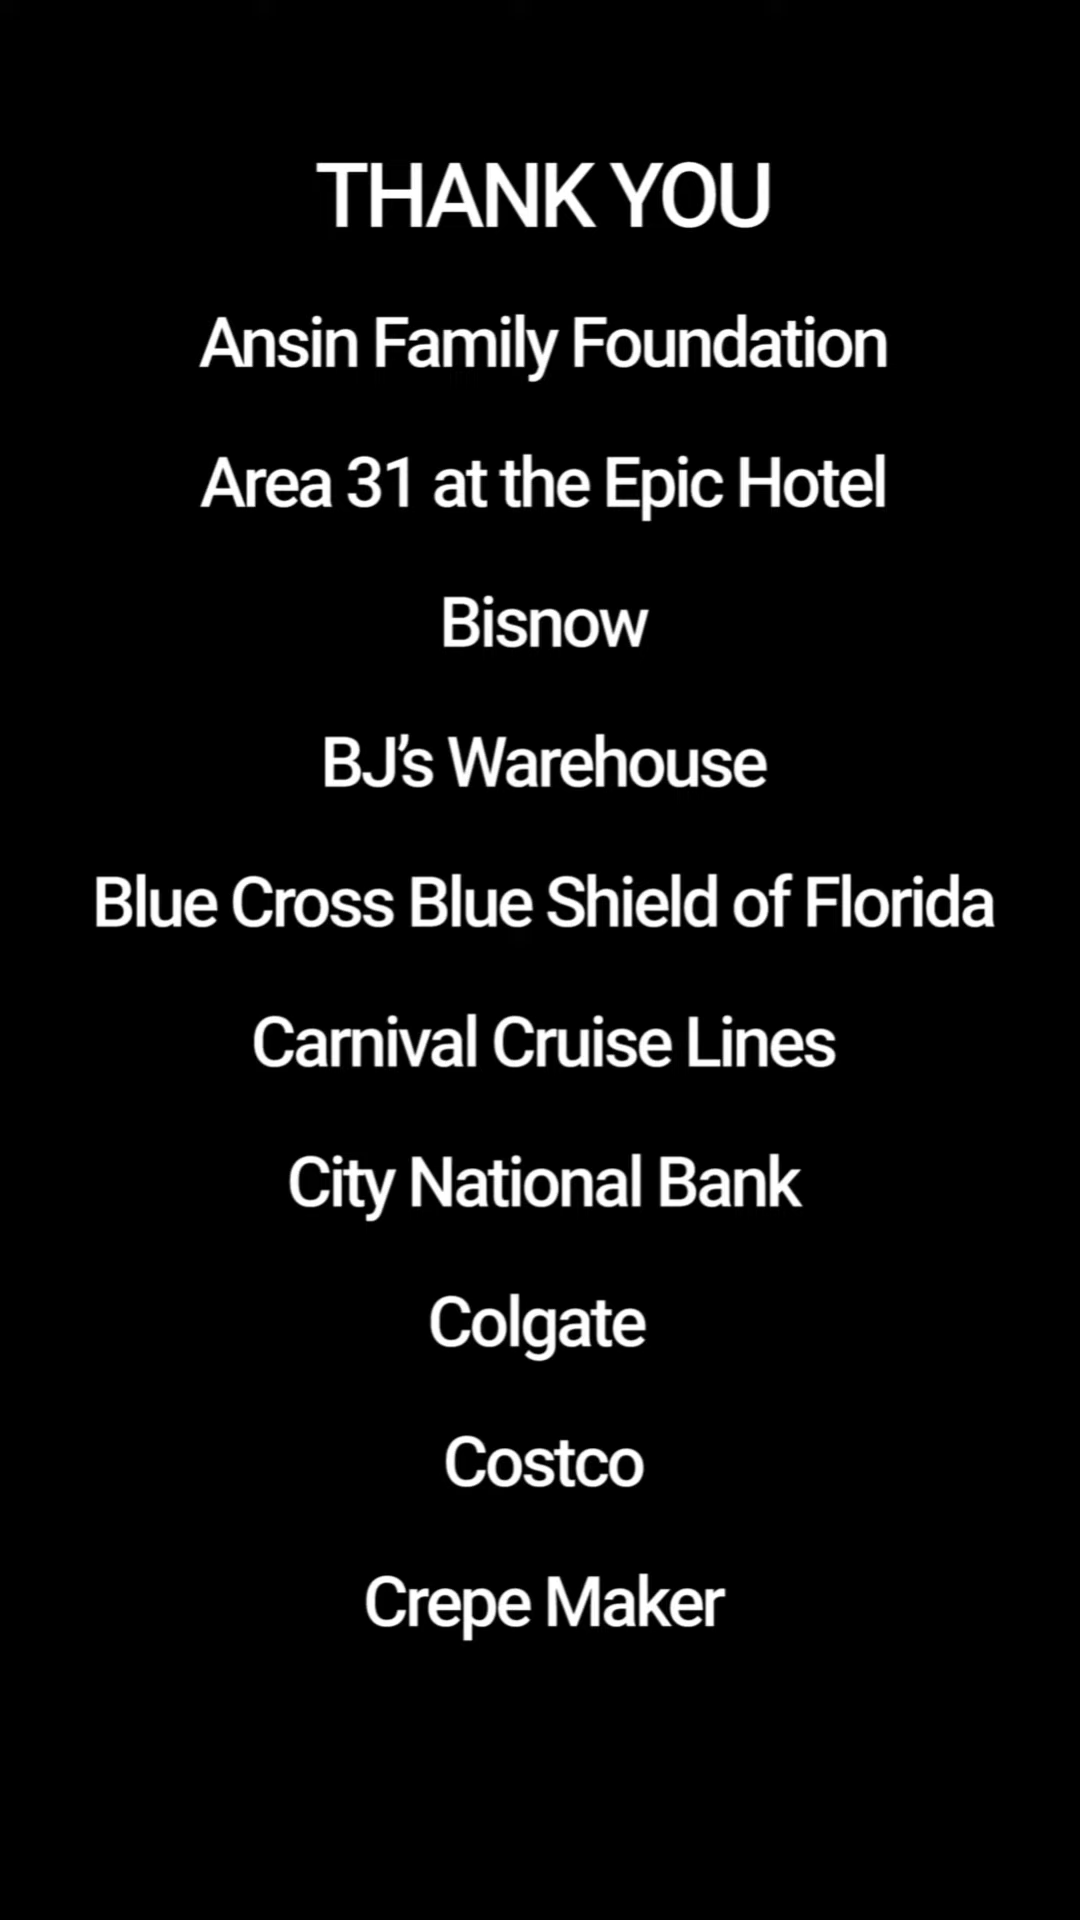 THANK YOU
Ansin Family Foundation
Area 31 at the Epic Hotel
Bisnow
BJ’s Warehouse
Blue Cross Blue Shield of Florida
Carnival Cruise Lines
City National Bank
Colgate
Costco
Crepe Maker